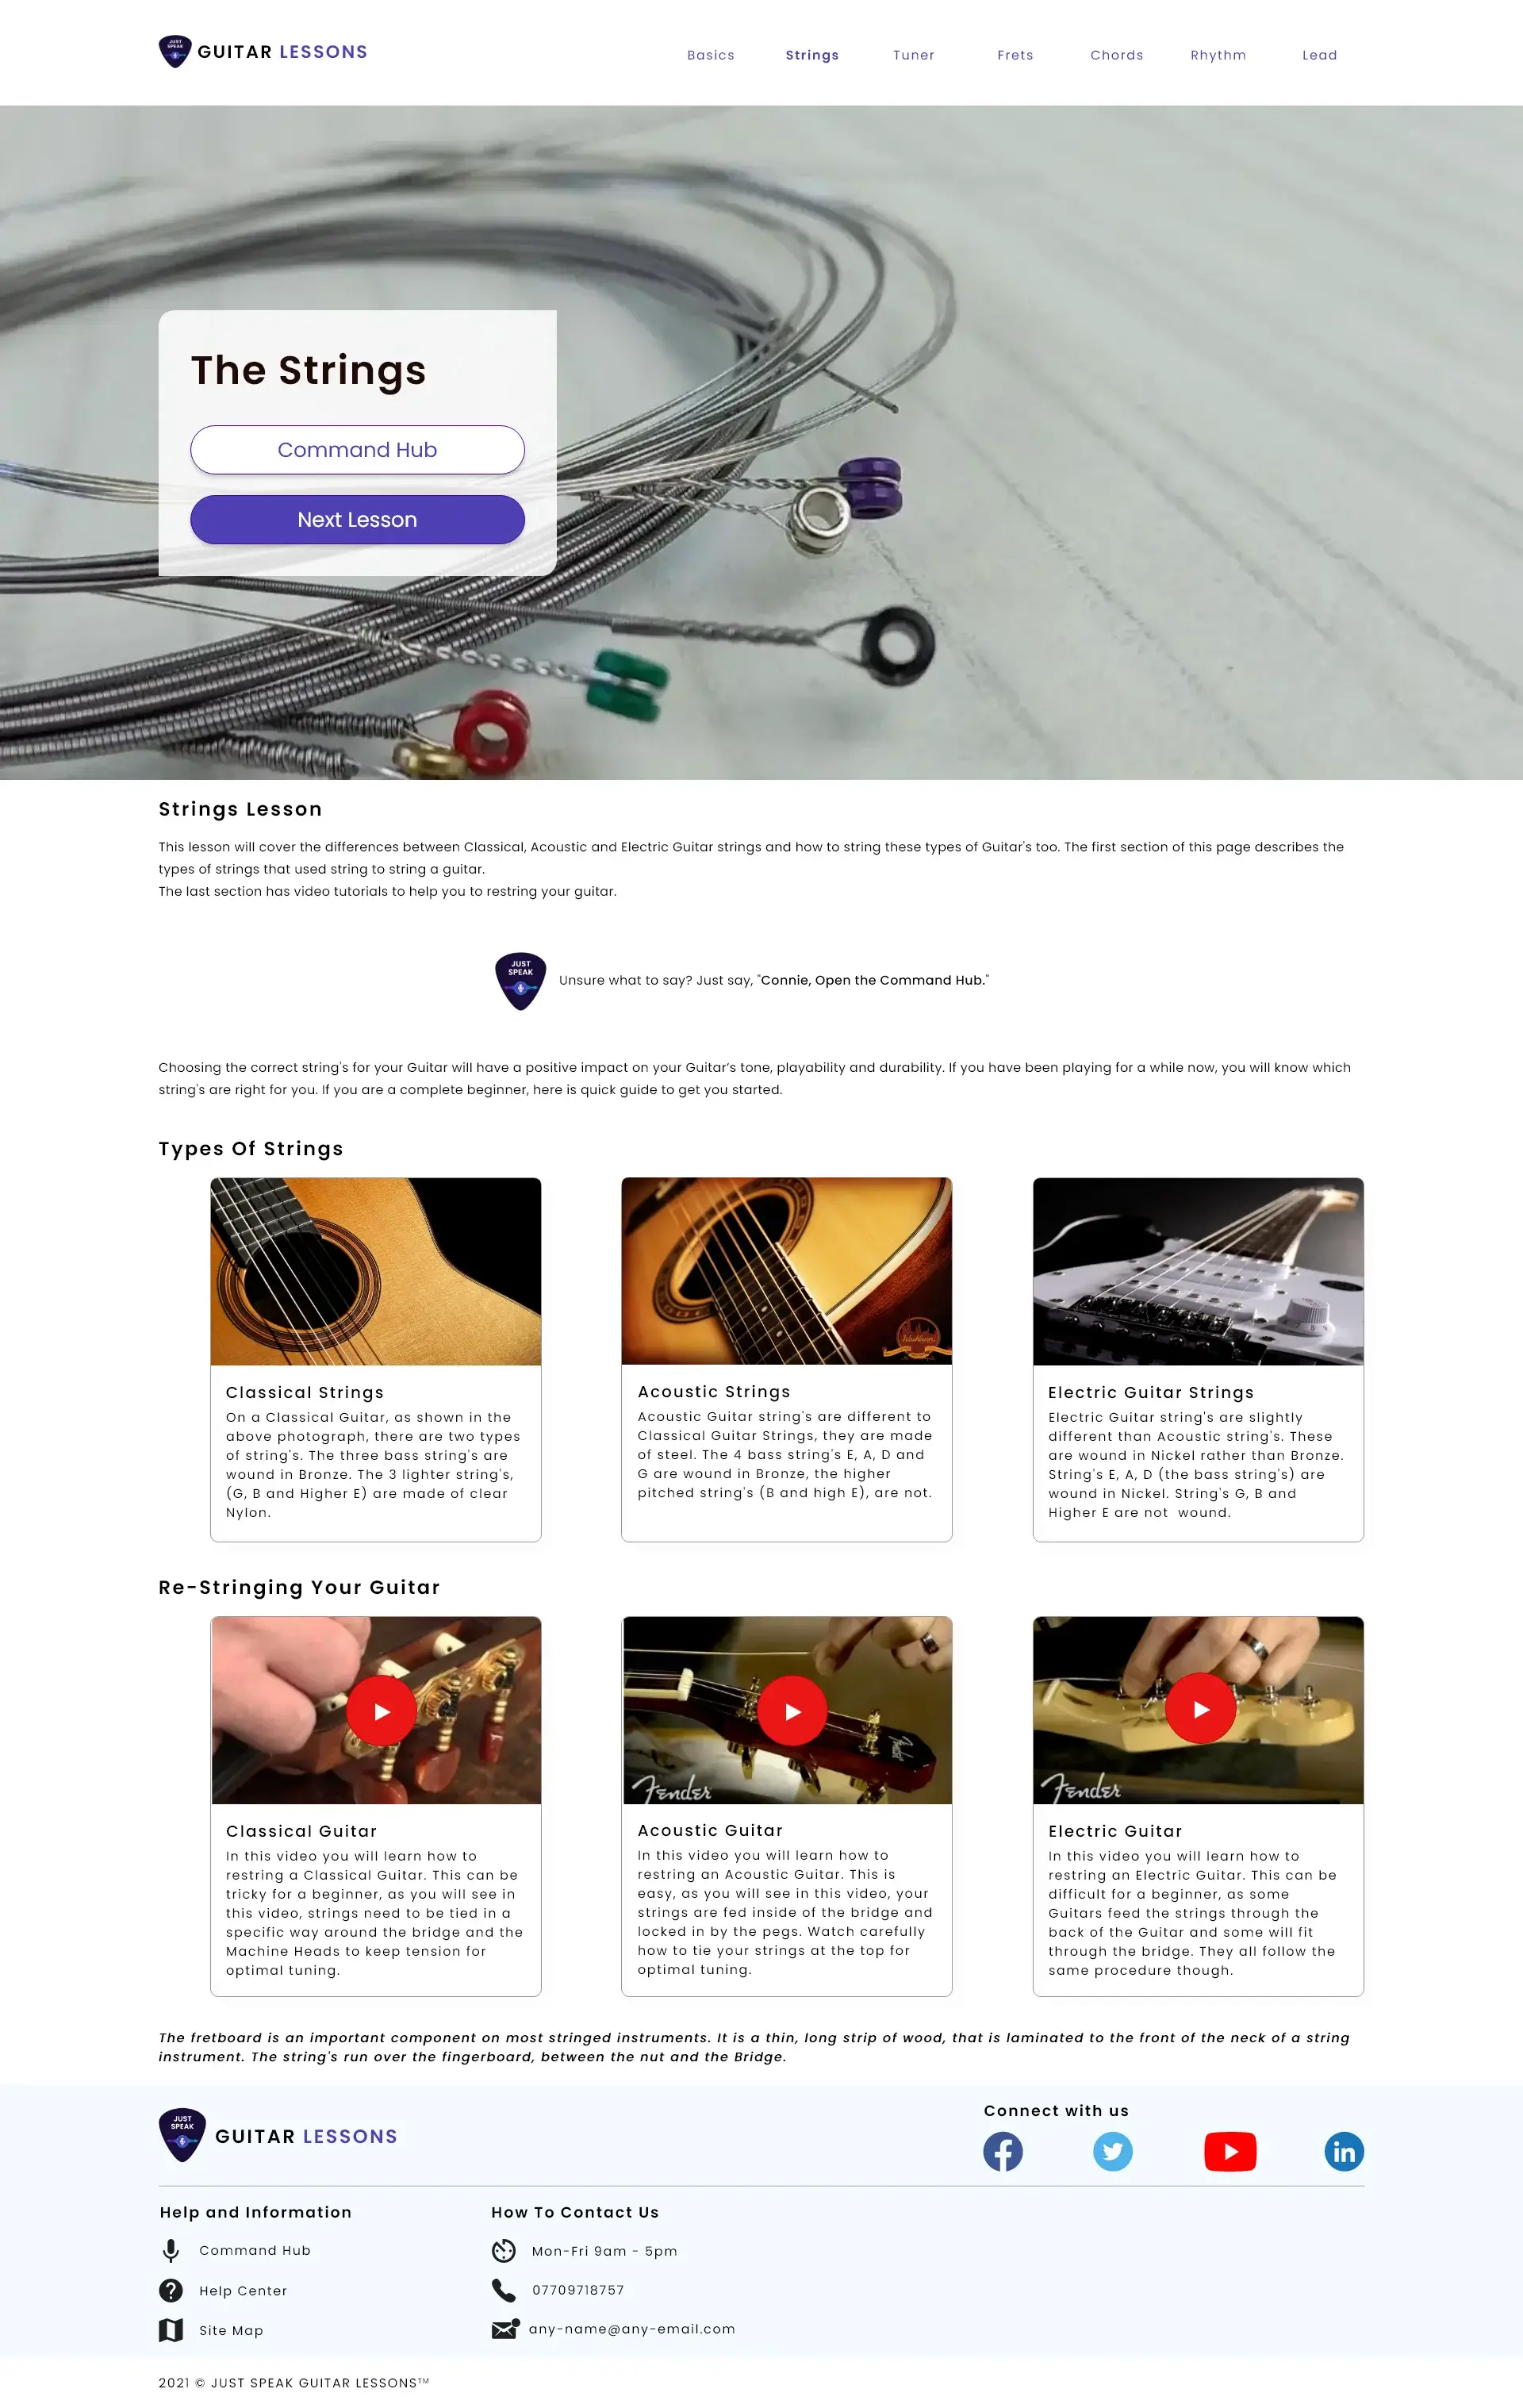 JUST
SPEAK
GUITAR LESSONS
Basics
Strings
Tuner
Frets
Chords
Rhythm
Lead
The Strings
Command Hub
Next Lesson
Strings Lesson
This lesson will cover the differences between Classical, Acoustic and Electric Guitar strings and how to string these types of Guitar's too. The first section of this page describes the
types of strings that used string to string a guitar.
The last section has video tutorials to help you to restring your guitar.
JUST
SPEAK
Unsure what to say? Just say, "Connie, Open the Command Hub."
Choosing the correct string's for your Guitar will have a positive impact on your Guitar's tone, playability and durability. If you have been playing for a while now, you will know which
string's are right for you. If you are a complete beginner, here is quick guide to get you started.
Types Of Strings
Washburn
Classical Strings
On a Classical Guitar, as shown in the
above photograph, there are two types
of string's. The three bass string's are
wound in Bronze. The 3 lighter string's,
(G, B and Higher E) are made of clear
Nylon.
Acoustic Strings
Acoustic Guitar string's are different to
Classical Guitar Strings, they are made
of steel. The 4 bass string's E, A, D and
G are wound in Bronze, the higher
pitched string's (B and high E), are not.
Electric Guitar Strings
Electric Guitar string's are slightly
different than Acoustic string's. These
are wound in Nickel rather than Bronze.
String's E, A, D (the bass string's) are
wound in Nickel. String's G, B and
Higher E are not  wound.
Re-Stringing Your Guitar
Fender
Fender
Fender
Classical Guitar
In this video you will learn how to
restring a Classical Guitar. This can be
tricky for a beginner, as you will see in
this video, strings need to be tied in a
specific way around the bridge and the
Machine Heads to keep tension for
optimal tuning.
Acoustic Guitar
In this video you will learn how to
restring an Acoustic Guitar. This is
easy, as you will see in this video, your
strings are fed inside of the bridge and
locked in by the pegs. Watch carefully
how to tie your strings at the top for
optimal tuning.
Electric Guitar
In this video you will learn how to
restring an Electric Guitar. This can be
difficult for a beginner, as some
Guitars feed the strings through the
back of the Guitar and some will fit
through the bridge. They all follow the
same procedure though.
The fretboard is an important component on most stringed instruments. It is a thin, long strip of wood, that is laminated to the front of the neck of a string
instrument. The string's run over the fingerboard, between the nut and the Bridge.
JUST
SPEAK
GUITAR LESSONS
Connect with us
in
Help and Information
Command Hub
Help Center
Site Map
How To Contact Us
Mon-Fri 9am - 5pm
07709718757
any-name@any-email.com
2021 © JUST SPEAK GUITAR LESSONS™